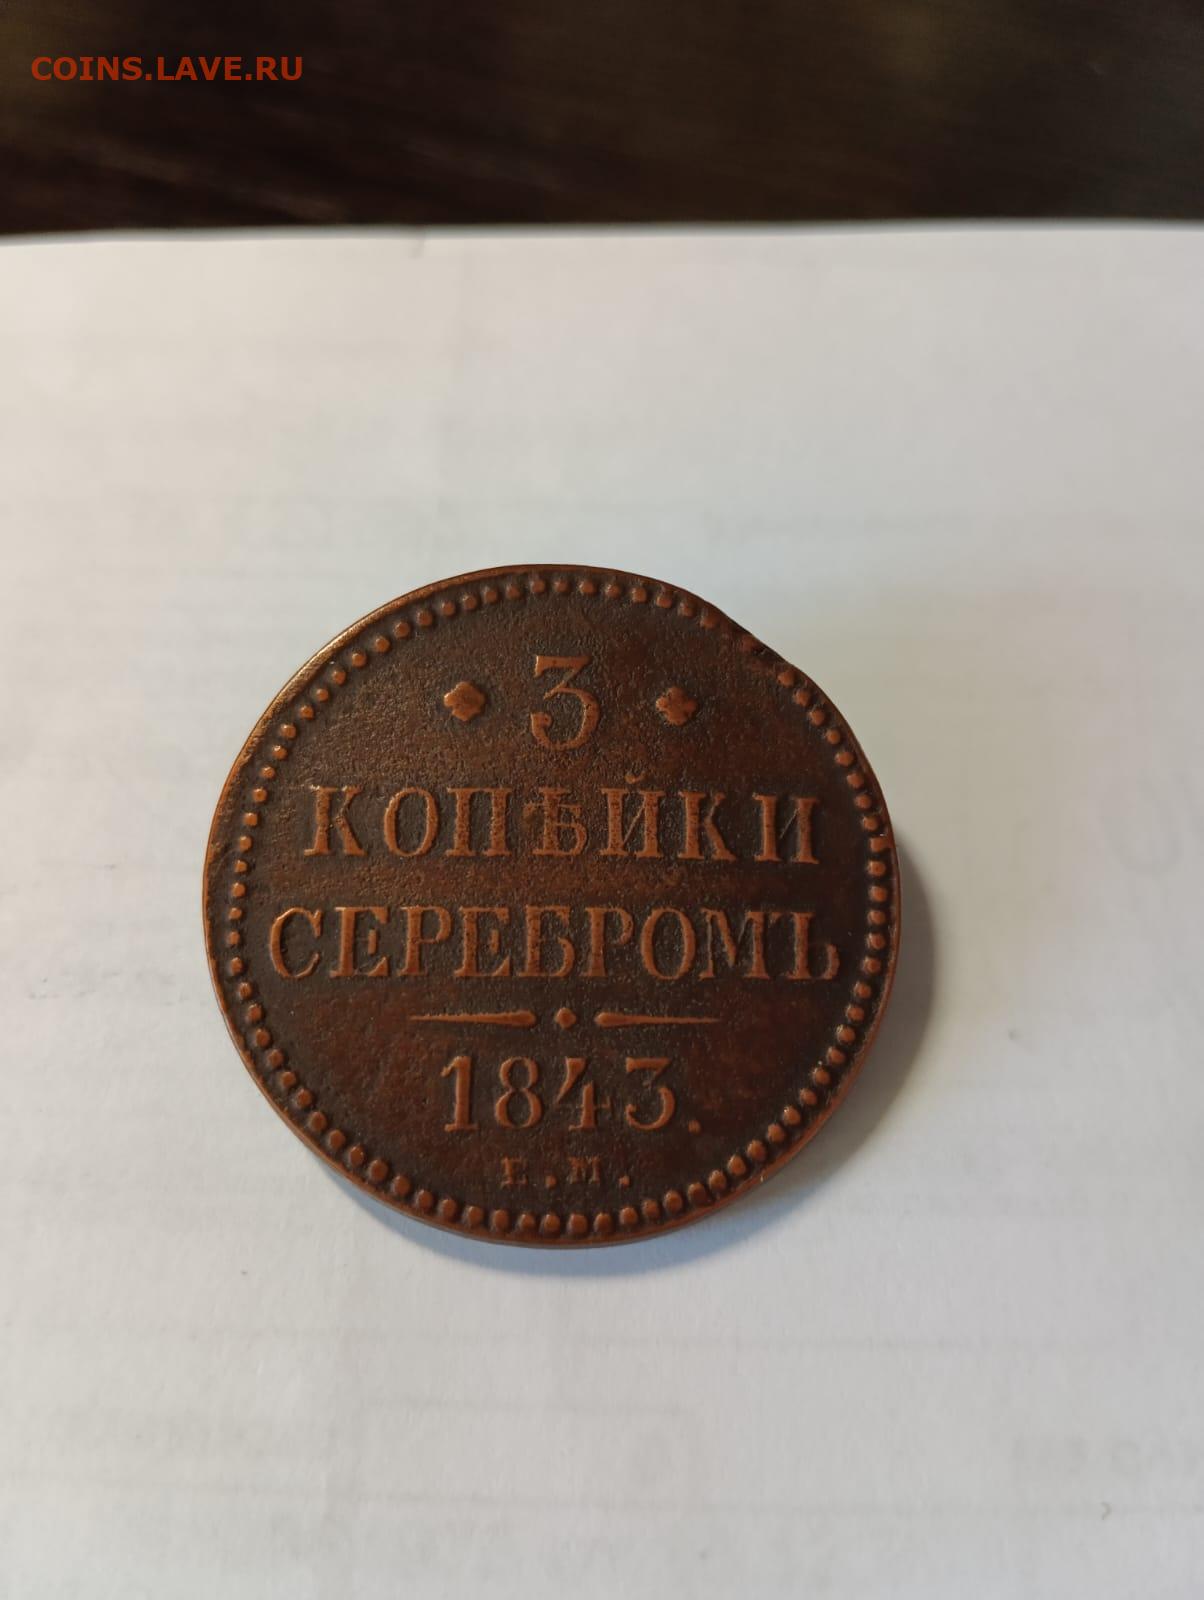 COINS.LAVE.RU
3
КОПѢЙКИ
СЕРЕБРОМЪ
1843.
Е.М.